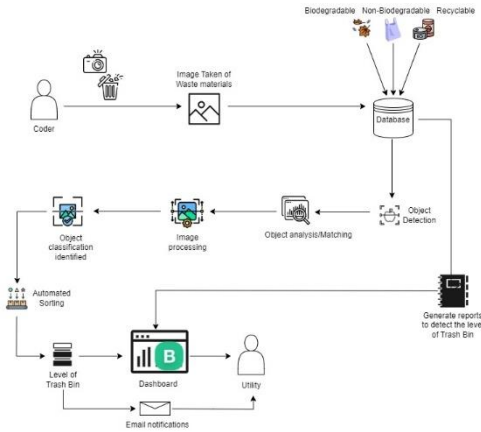 Biodegradable Non-Biodegradable Recyclable
Image Taken of
Waste materials
Coder
Database
Object
Detection
Object analysis/Matching
Image
processing
Object
classification
identified
Automated
Sorting
Generate reports
to detect the level
of Trash Bin
B
Level of
Trash Bin
Dashboard
Utility
Email notifications